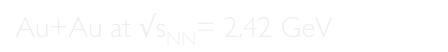 Au+Au at √sNN= 2.42 GeV